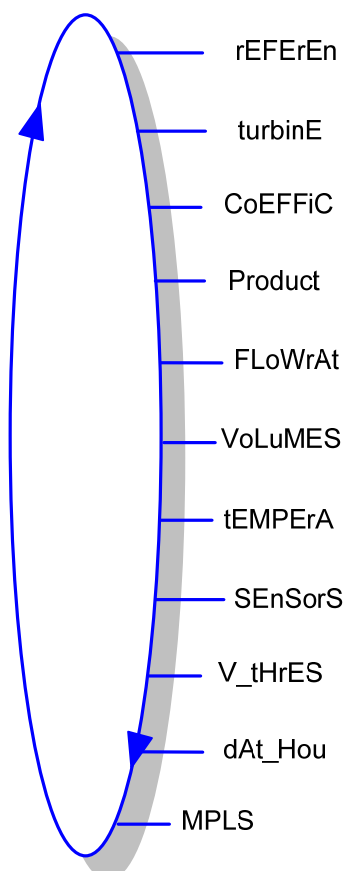 rEFErEn
turbinE
CoEFFiC
Product
FLoWrAt
VoLuMES
tEMPErA
SEnSorS
V_tHrES
dAt_Hou
MPLS